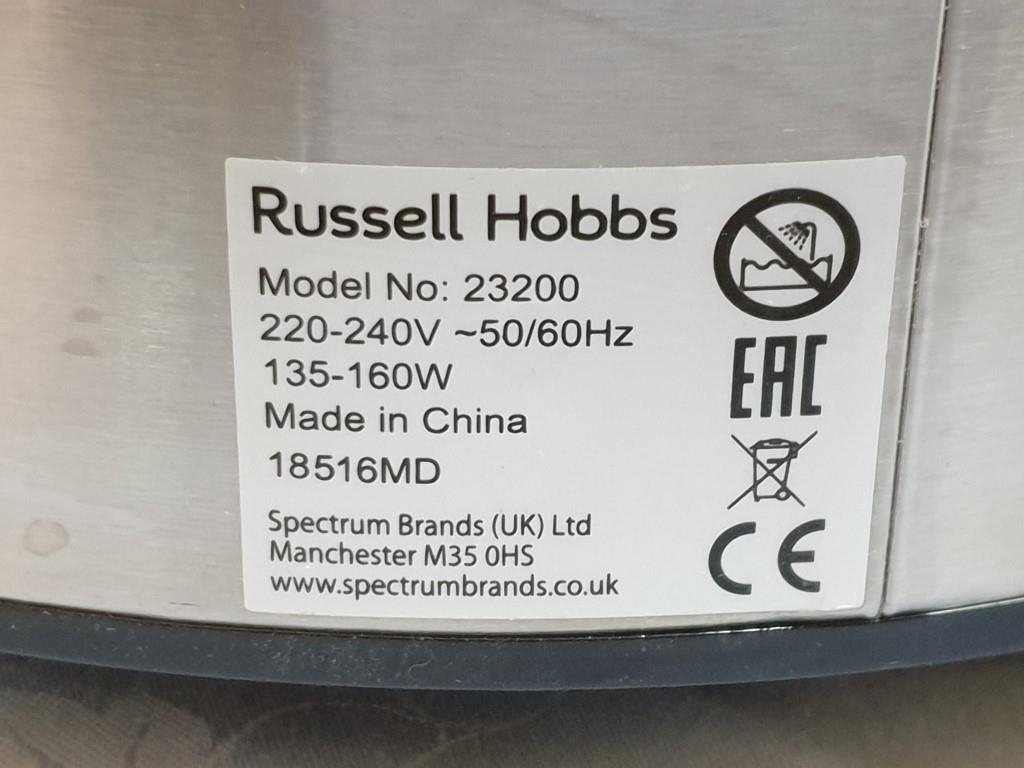 Russell Hobbs
Model No: 23200
220-240V ~50/60Hz
135-160W
Made in China
18516MD
Spectrum Brands (UK) Ltd
Manchester M35 0HS
www.spectrumbrands.co.uk
EAC
CE